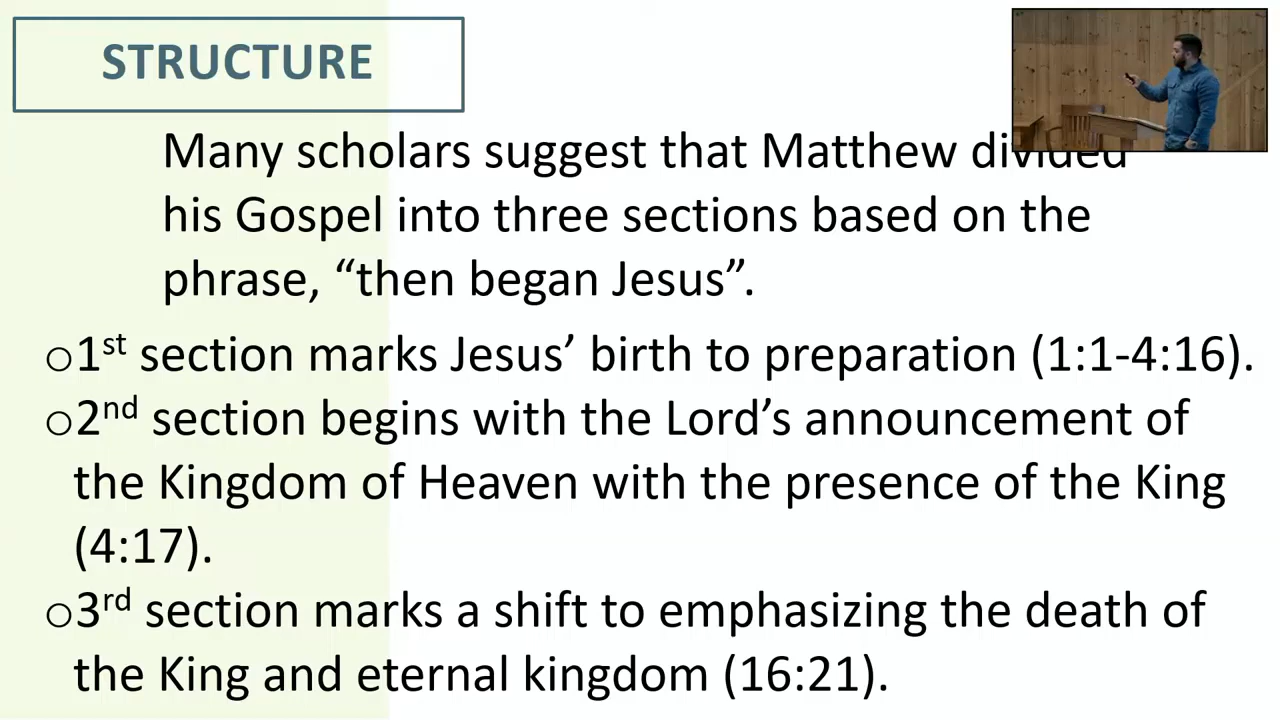 STRUCTURE
Many scholars suggest that Matthew divided
his Gospel into three sections based on the
phrase, “then began Jesus”.
o1st section marks Jesus’ birth to preparation (1:1-4:16).
o2nd section begins with the Lord’s announcement of
the Kingdom of Heaven with the presence of the King
(4:17).
o3rd section marks a shift to emphasizing the death of
the King and eternal kingdom (16:21).